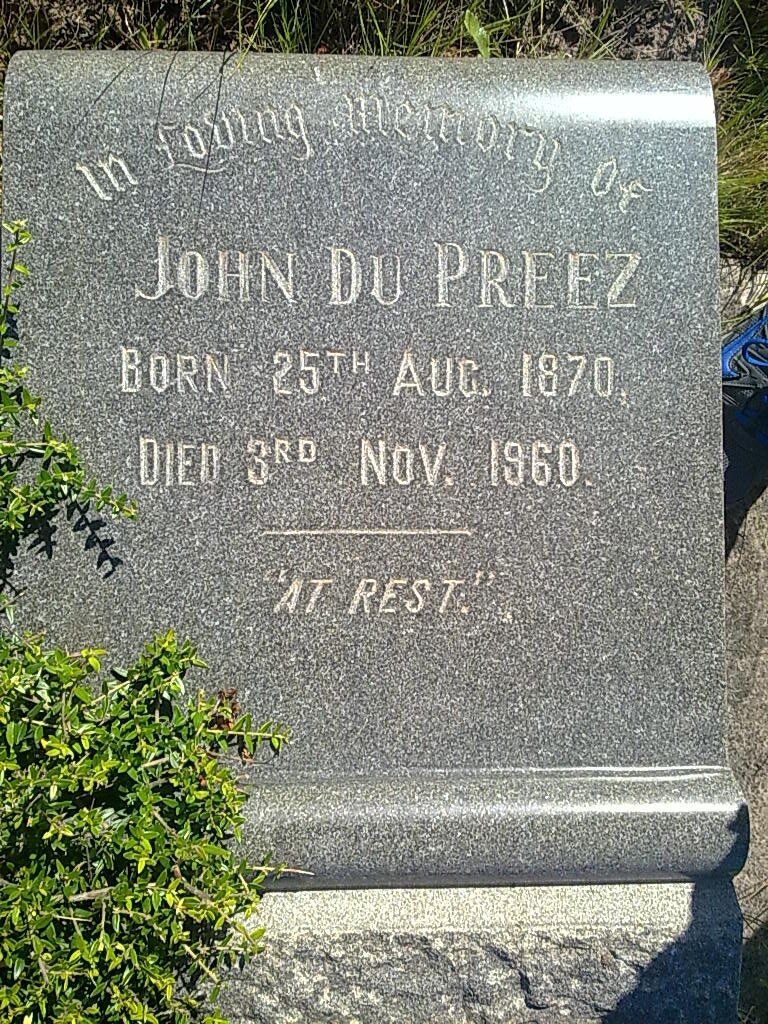 In Loving Memory Of
JOHN DU PREEZ
BORN 25TH AUG. 1870.
DIED 3RD NOV. 1960.
"AT REST."